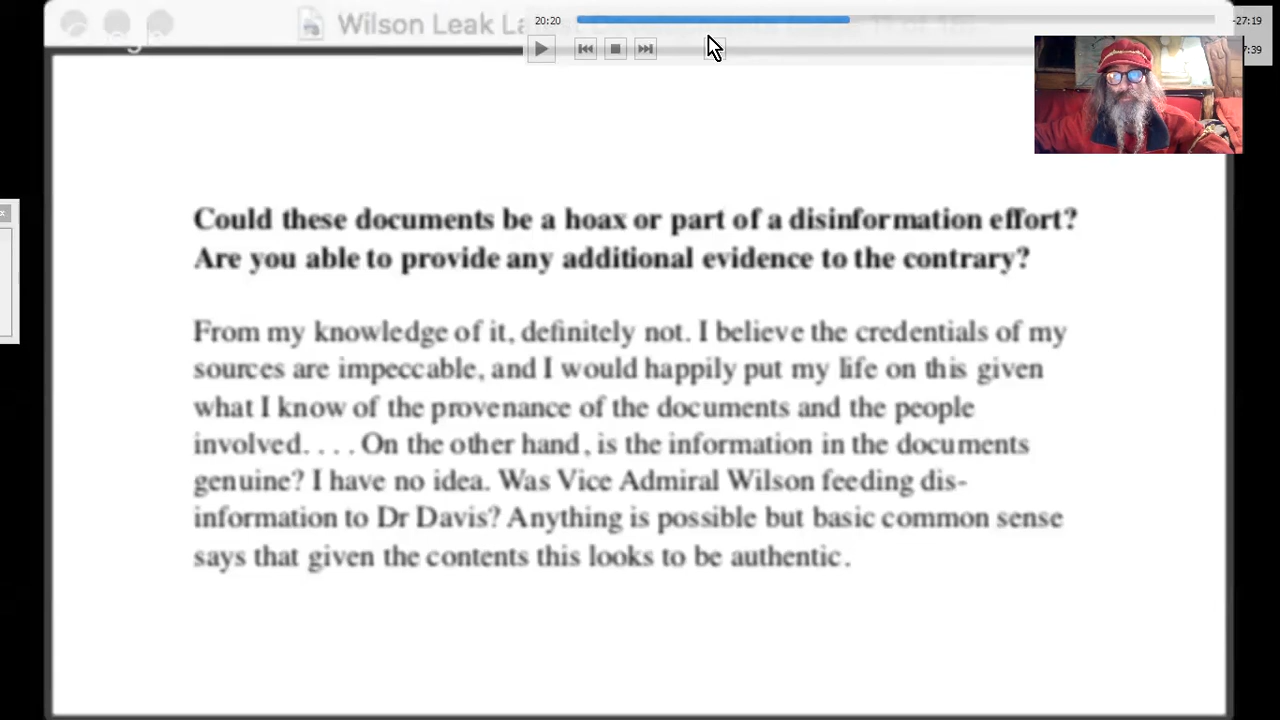 Wilson Leak La
20:20
-27:19
7:39
Could these documents be a hoax or part of a disinformation effort?
Are you able to provide any additional evidence to the contrary?
From my knowledge of it, definitely not. I believe the credentials of my
sources are impeccable, and I would happily put my life on this given
what I know of the provenance of the documents and the people
involved. . . . On the other hand, is the information in the documents
genuine? I have no idea. Was Vice Admiral Wilson feeding dis-
information to Dr Davis? Anything is possible but basic common sense
says that given the contents this looks to be authentic.